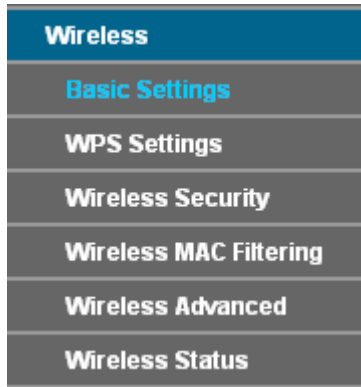 Wireless
Basic Settings
WPS Settings
Wireless Security
Wireless MAC Filtering
Wireless Advanced
Wireless Status